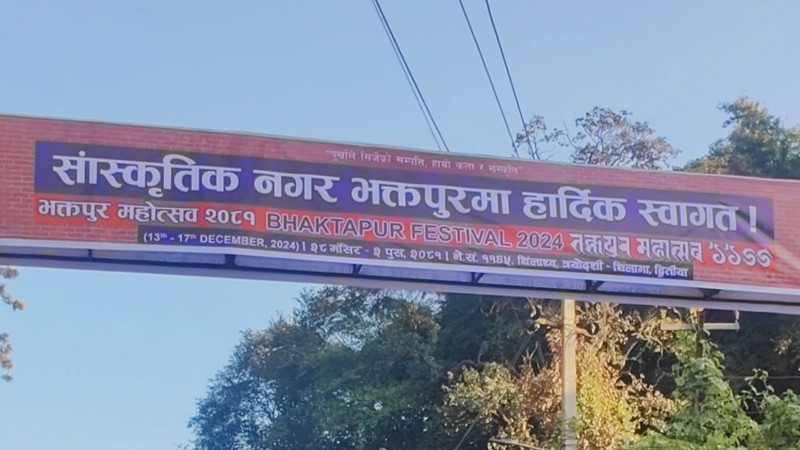 "पुर्खाले सिर्जेको सम्पत्ति, हाम्रो कला र संस्कृति"
सांस्कृतिक नगर भक्तपुरमा हार्दिक स्वागत !
भक्तपुर महोत्सव २०८१ BHAKTAPUR FESTIVAL 2024
(13th - 17th DECEMBER, 2024) । २८ मंसिर - २ पुस, २०८१ । ने.सं. ११४५, थिंलाथ्व, त्रयोदशी - थिंलागा, द्वितीया